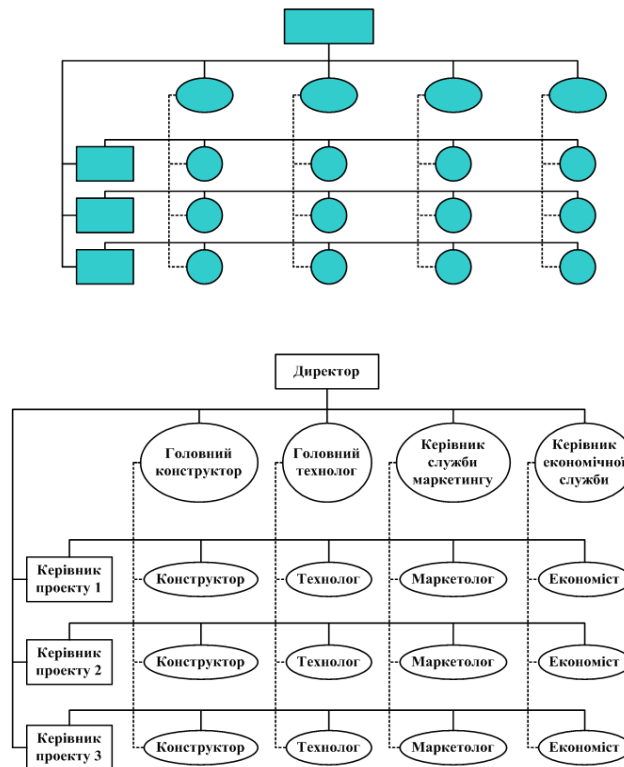 Директор
Головний
конструктор
Головний
технолог
Керівник
служби
маркетингу
Керівник
економічної
служби
Керівник
проекту 1
Конструктор
Технолог
Маркетолог
Економіст
Керівник
проекту 2
Конструктор
Технолог
Маркетолог
Економіст
Керівник
проекту 3
Конструктор
Технолог
Маркетолог
Економіст